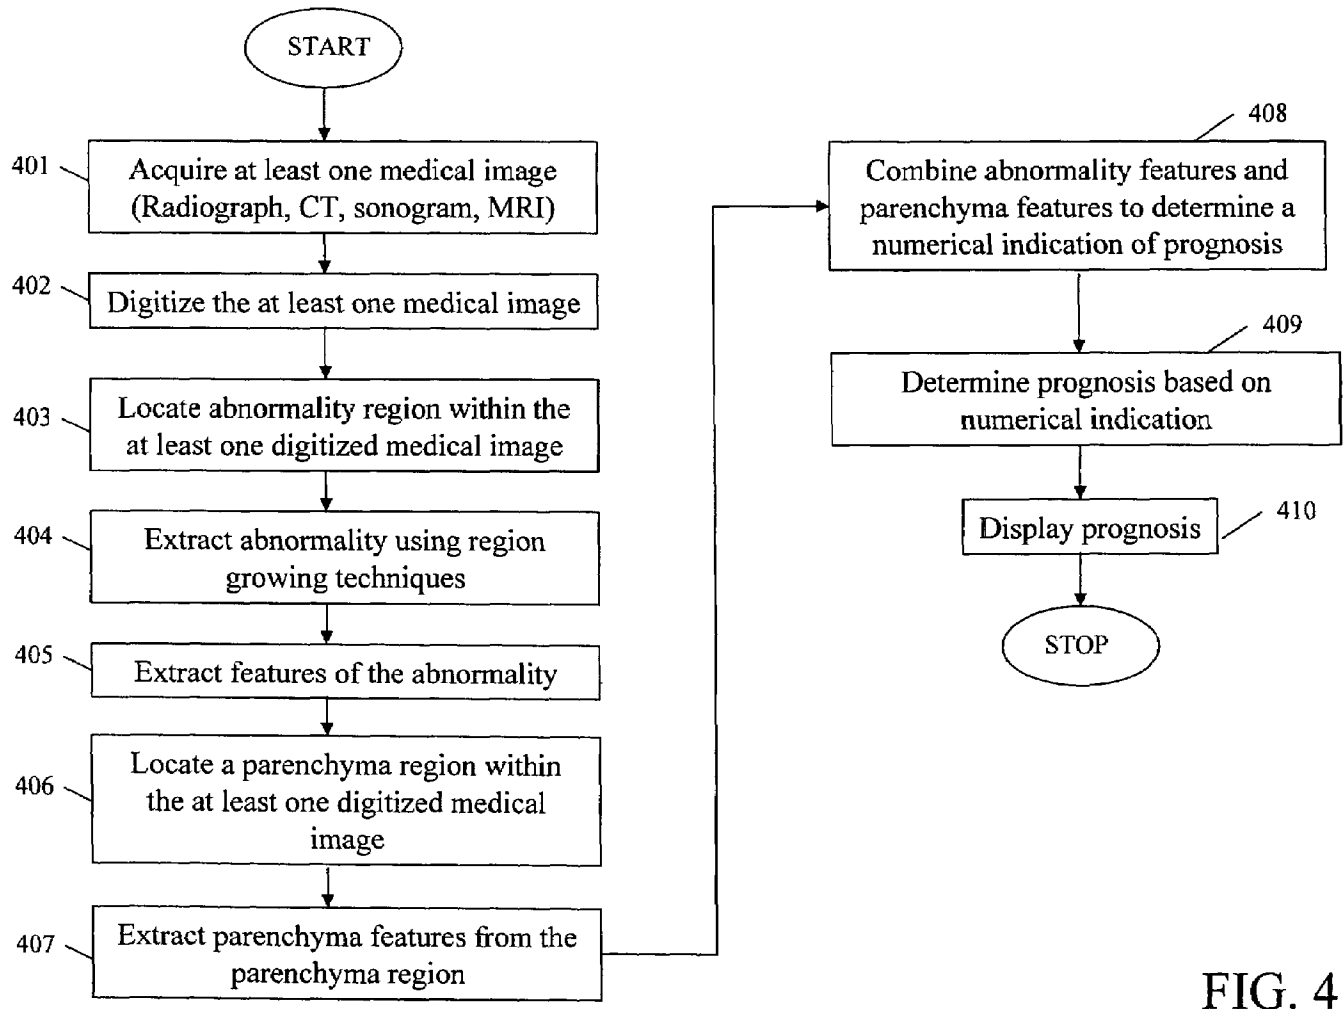 START
401
Acquire at least one medical image
(Radiograph, CT, sonogram, MRI)
402
Digitize the at least one medical image
403
Locate abnormality region within the
at least one digitized medical image
404
Extract abnormality using region
growing techniques
405
Extract features of the abnormality
406
Locate a parenchyma region within
the at least one digitized medical
image
407
Extract parenchyma features from the
parenchyma region
408
Combine abnormality features and
parenchyma features to determine a
numerical indication of prognosis
409
Determine prognosis based on
numerical indication
410
Display prognosis
STOP
FIG. 4